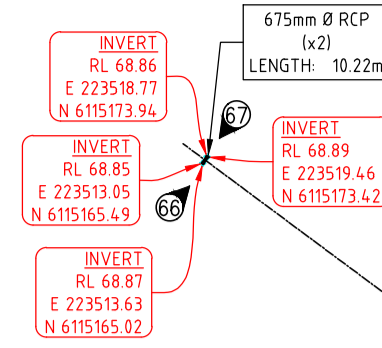 675mm Ø RCP
(x2)
LENGTH: 10.22m
INVERT
RL 68.86
E 223518.77
N 6115173.94
67
INVERT
RL 68.89
E 223519.46
N 6115173.42
INVERT
RL 68.85
E 223513.05
N 6115165.49
66
INVERT
RL 68.87
E 223513.63
N 6115165.02